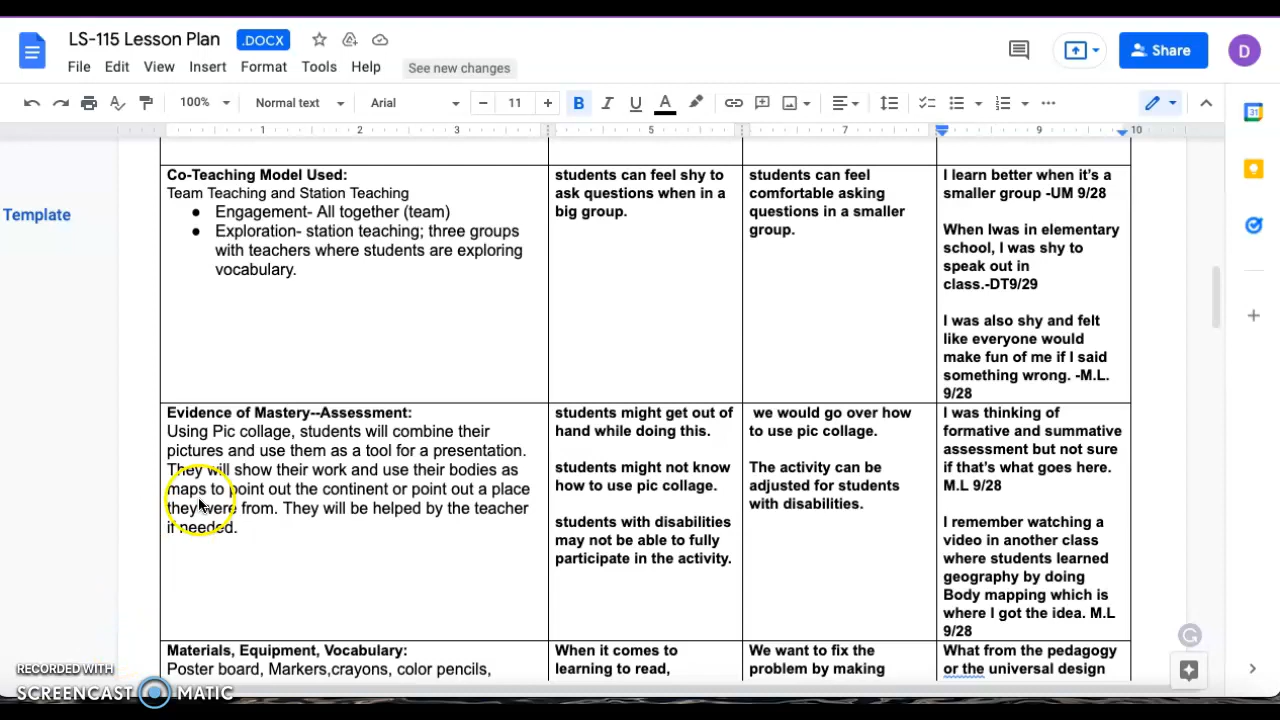 LS-115 Lesson Plan
.DOCX
File Edit View Insert Format Tools Help
See new changes
Share
D
100%
Normal text
Arial
11
B I U A
1 2 3 5 7 9 10
Template
Co-Teaching Model Used:
Team Teaching and Station Teaching
● Engagement- All together (team)
● Exploration- station teaching; three groups
with teachers where students are exploring
vocabulary.
students can feel shy to
ask questions when in a
big group.
students can feel
comfortable asking
questions in a smaller
group.
I learn better when it's a
smaller group -UM 9/28
When Iwas in elementary
school, I was shy to
speak out in
class.-DT9/29
I was also shy and felt
like everyone would
make fun of me if I said
something wrong. -M.L.
9/28
Evidence of Mastery--Assessment:
Using Pic collage, students will combine their
pictures and use them as a tool for a presentation.
They will show their work and use their bodies as
maps to point out the continent or point out a place
they were from. They will be helped by the teacher
if needed.
students might get out of
hand while doing this.
students might not know
how to use pic collage.
students with disabilities
may not be able to fully
participate in the activity.
we would go over how
to use pic collage.
The activity can be
adjusted for students
with disabilities.
I was thinking of
formative and summative
assessment but not sure
if that's what goes here.
M.L 9/28
I remember watching a
video in another class
where students learned
geography by doing
Body mapping which is
where I got the idea. M.L
9/28
Materials, Equipment, Vocabulary:
Poster board, Markers,crayons, color pencils,
When it comes to
learning to read,
We want to fix the
problem by making
What from the pedagogy
or the universal design
31
RECORDED WITH
SCREENCAST MATIC